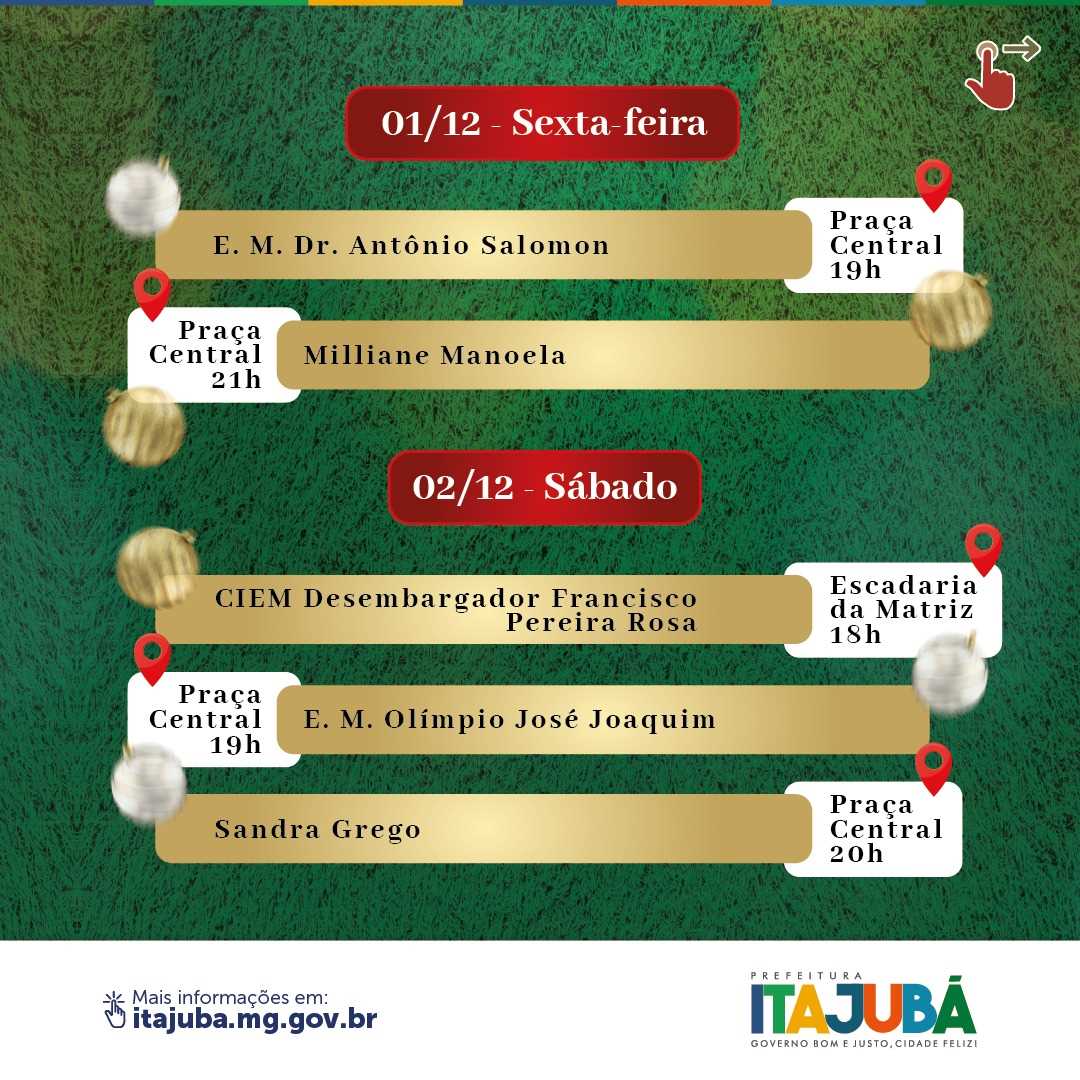 01/12 - Sexta-feira
E. M. Dr. Antônio Salomon
Praça
Central
19h
Praça
Central
21h
Milliane Manoela
02/12 - Sábado
CIEM Desembargador Francisco
Pereira Rosa
Escadaria
da Matriz
18h
Praça
Central
19h
E. M. Olímpio José Joaquim
Sandra Grego
Praça
Central
20h
Mais informações em:
itajuba.mg.gov.br
PREFEITURA
ITAJUBÁ
GOVERNO BOM E JUSTO, CIDADE FELIZ!